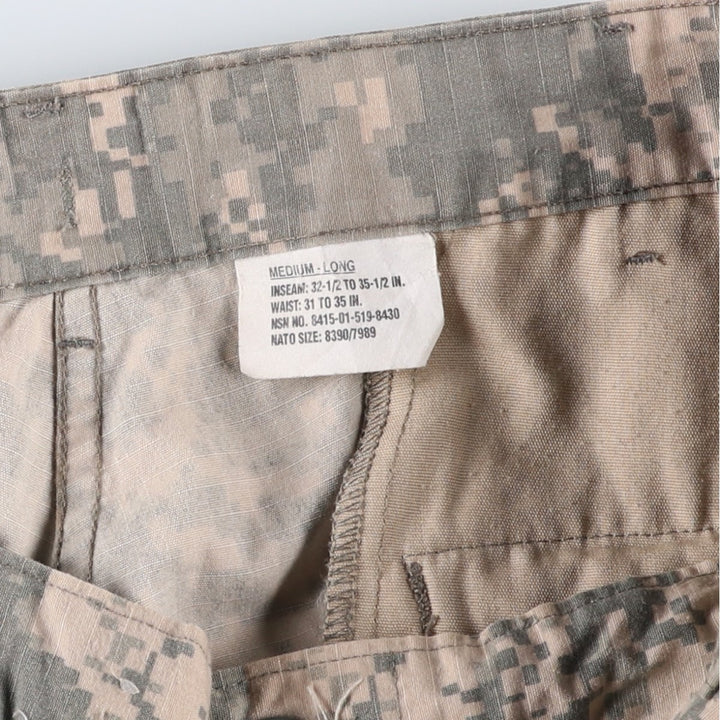 MEDIUM - LONG
INSEAM: 32-1/2 TO 35-1/2 IN.
WAIST: 31 TO 35 IN.
NSN NO. 8415-01-519-8430
NATO SIZE: 8390/7989